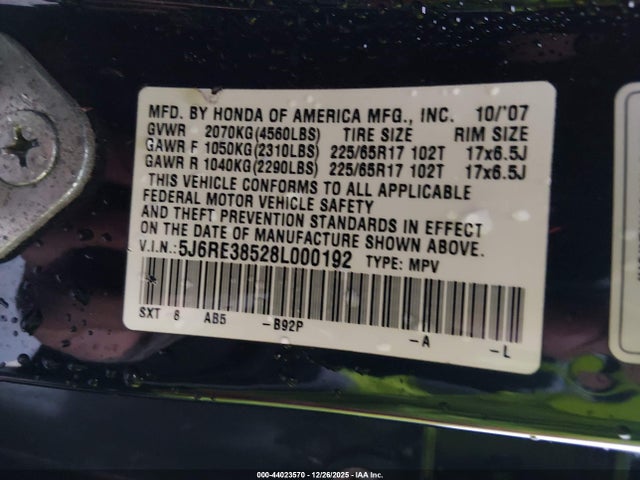 MFD. BY HONDA OF AMERICA MFG., INC. 10/'07
GVWR 2070KG(4560LBS) TIRE SIZE RIM SIZE
GAWR F 1050KG(2310LBS) 225/65R17 102T 17x6.5J
GAWR R 1040KG(2290LBS) 225/65R17 102T 17x6.5J
THIS VEHICLE CONFORMS TO ALL APPLICABLE
FEDERAL MOTOR VEHICLE SAFETY
AND THEFT PREVENTION STANDARDS IN EFFECT
ON THE DATE OF MANUFACTURE SHOWN ABOVE.
V.I.N.:5J6RE38528L000192 TYPE: MPV
SXT 8 AB5 -B92P -A -L
000-44023570 - 12/26/2025 - IAA Inc.